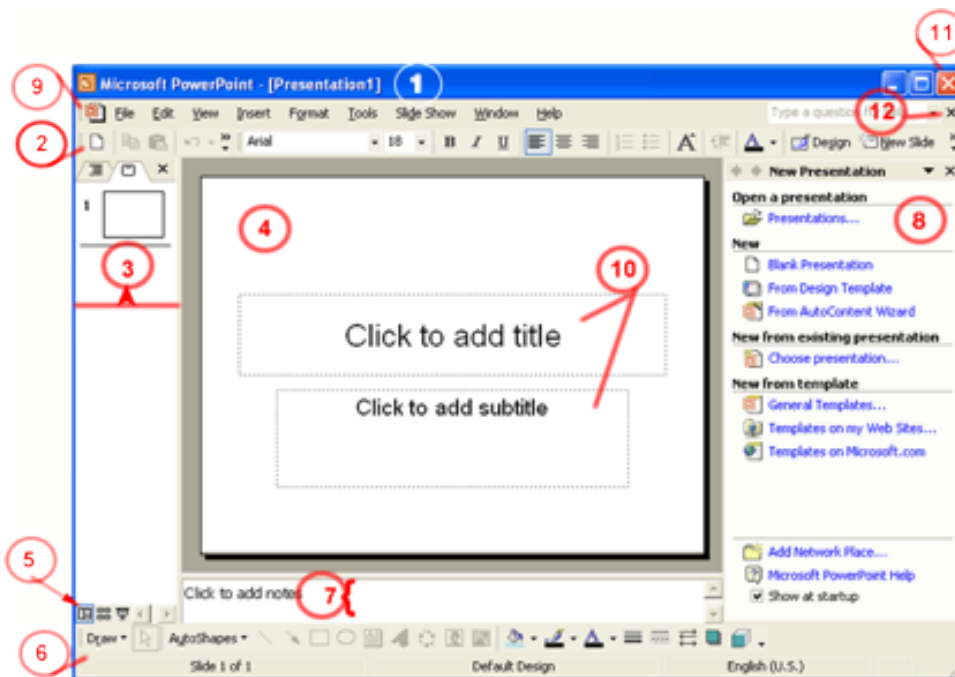 11
9
Microsoft PowerPoint - [Presentation1]
1
File Edit View Insert Format Tools Slide Show Window Help
Type a question
12
2
Arial
18
B I U
A
A
Design
New Slide
1
3
4
10
Click to add title
Click to add subtitle
New Presentation
Open a presentation
Presentations...
8
New
Blank Presentation
From Design Template
From AutoContent Wizard
New from existing presentation
Choose presentation...
New from template
General Templates...
Templates on my Web Sites...
Templates on Microsoft.com
Add Network Place...
Microsoft PowerPoint Help
Show at startup
5
Click to add notes
7
6
Draw
AutoShapes
A
Slide 1 of 1
Default Design
English (U.S.)